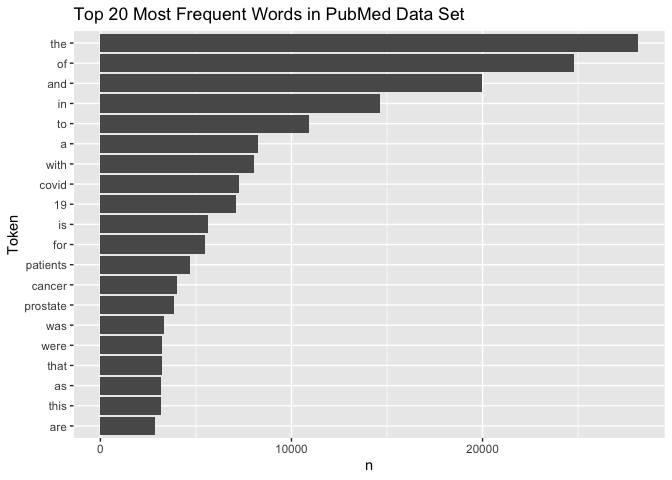 Top 20 Most Frequent Words in PubMed Data Set
the
of
and
in
to
a
with
covid
19
is
for
patients
cancer
prostate
was
were
that
as
this
are
Token
0 10000 20000
n